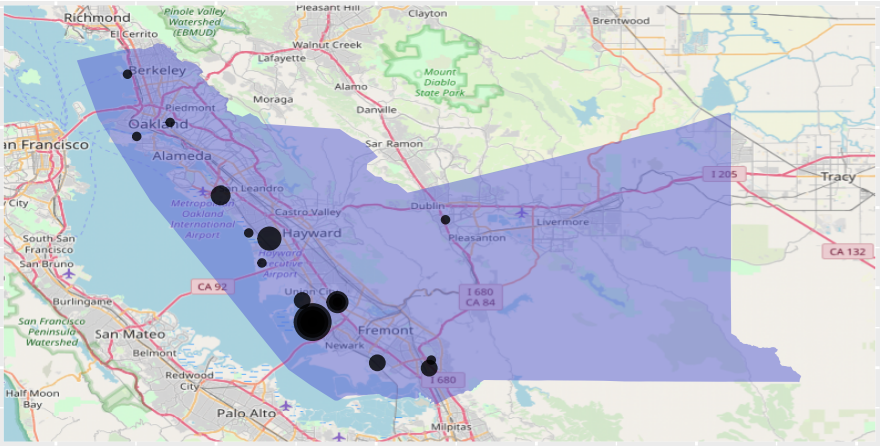 Richmond
Pinole Valley
Watershed
(EBMUD)
Pleasant Hill
Clayton
Brentwood
El Cerrito
Walnut Creek
Lafayette
Berkeley
Mount
Diablo
State Park
Alamo
Moraga
Piedmont
Danville
Oakland
an Francisco
San Ramon
Alameda
I 205
Tracy
n Leandro
Metropolitan
Oakland
International
Airport
City
Castro Valley
Dublin
Livermore
Hayward
Pleasanton
South San
Francisco
San Bruno
Hayward
Executive
Airport
CA 132
CA 92
Union City
I 680
CA 84
Burlingame
San Francisco
Peninsula
Watershed
San Mateo
Fremont
Newark
Belmont
Redwood
City
I 680
Half Moon
Bay
Palo Alto
Milpitas